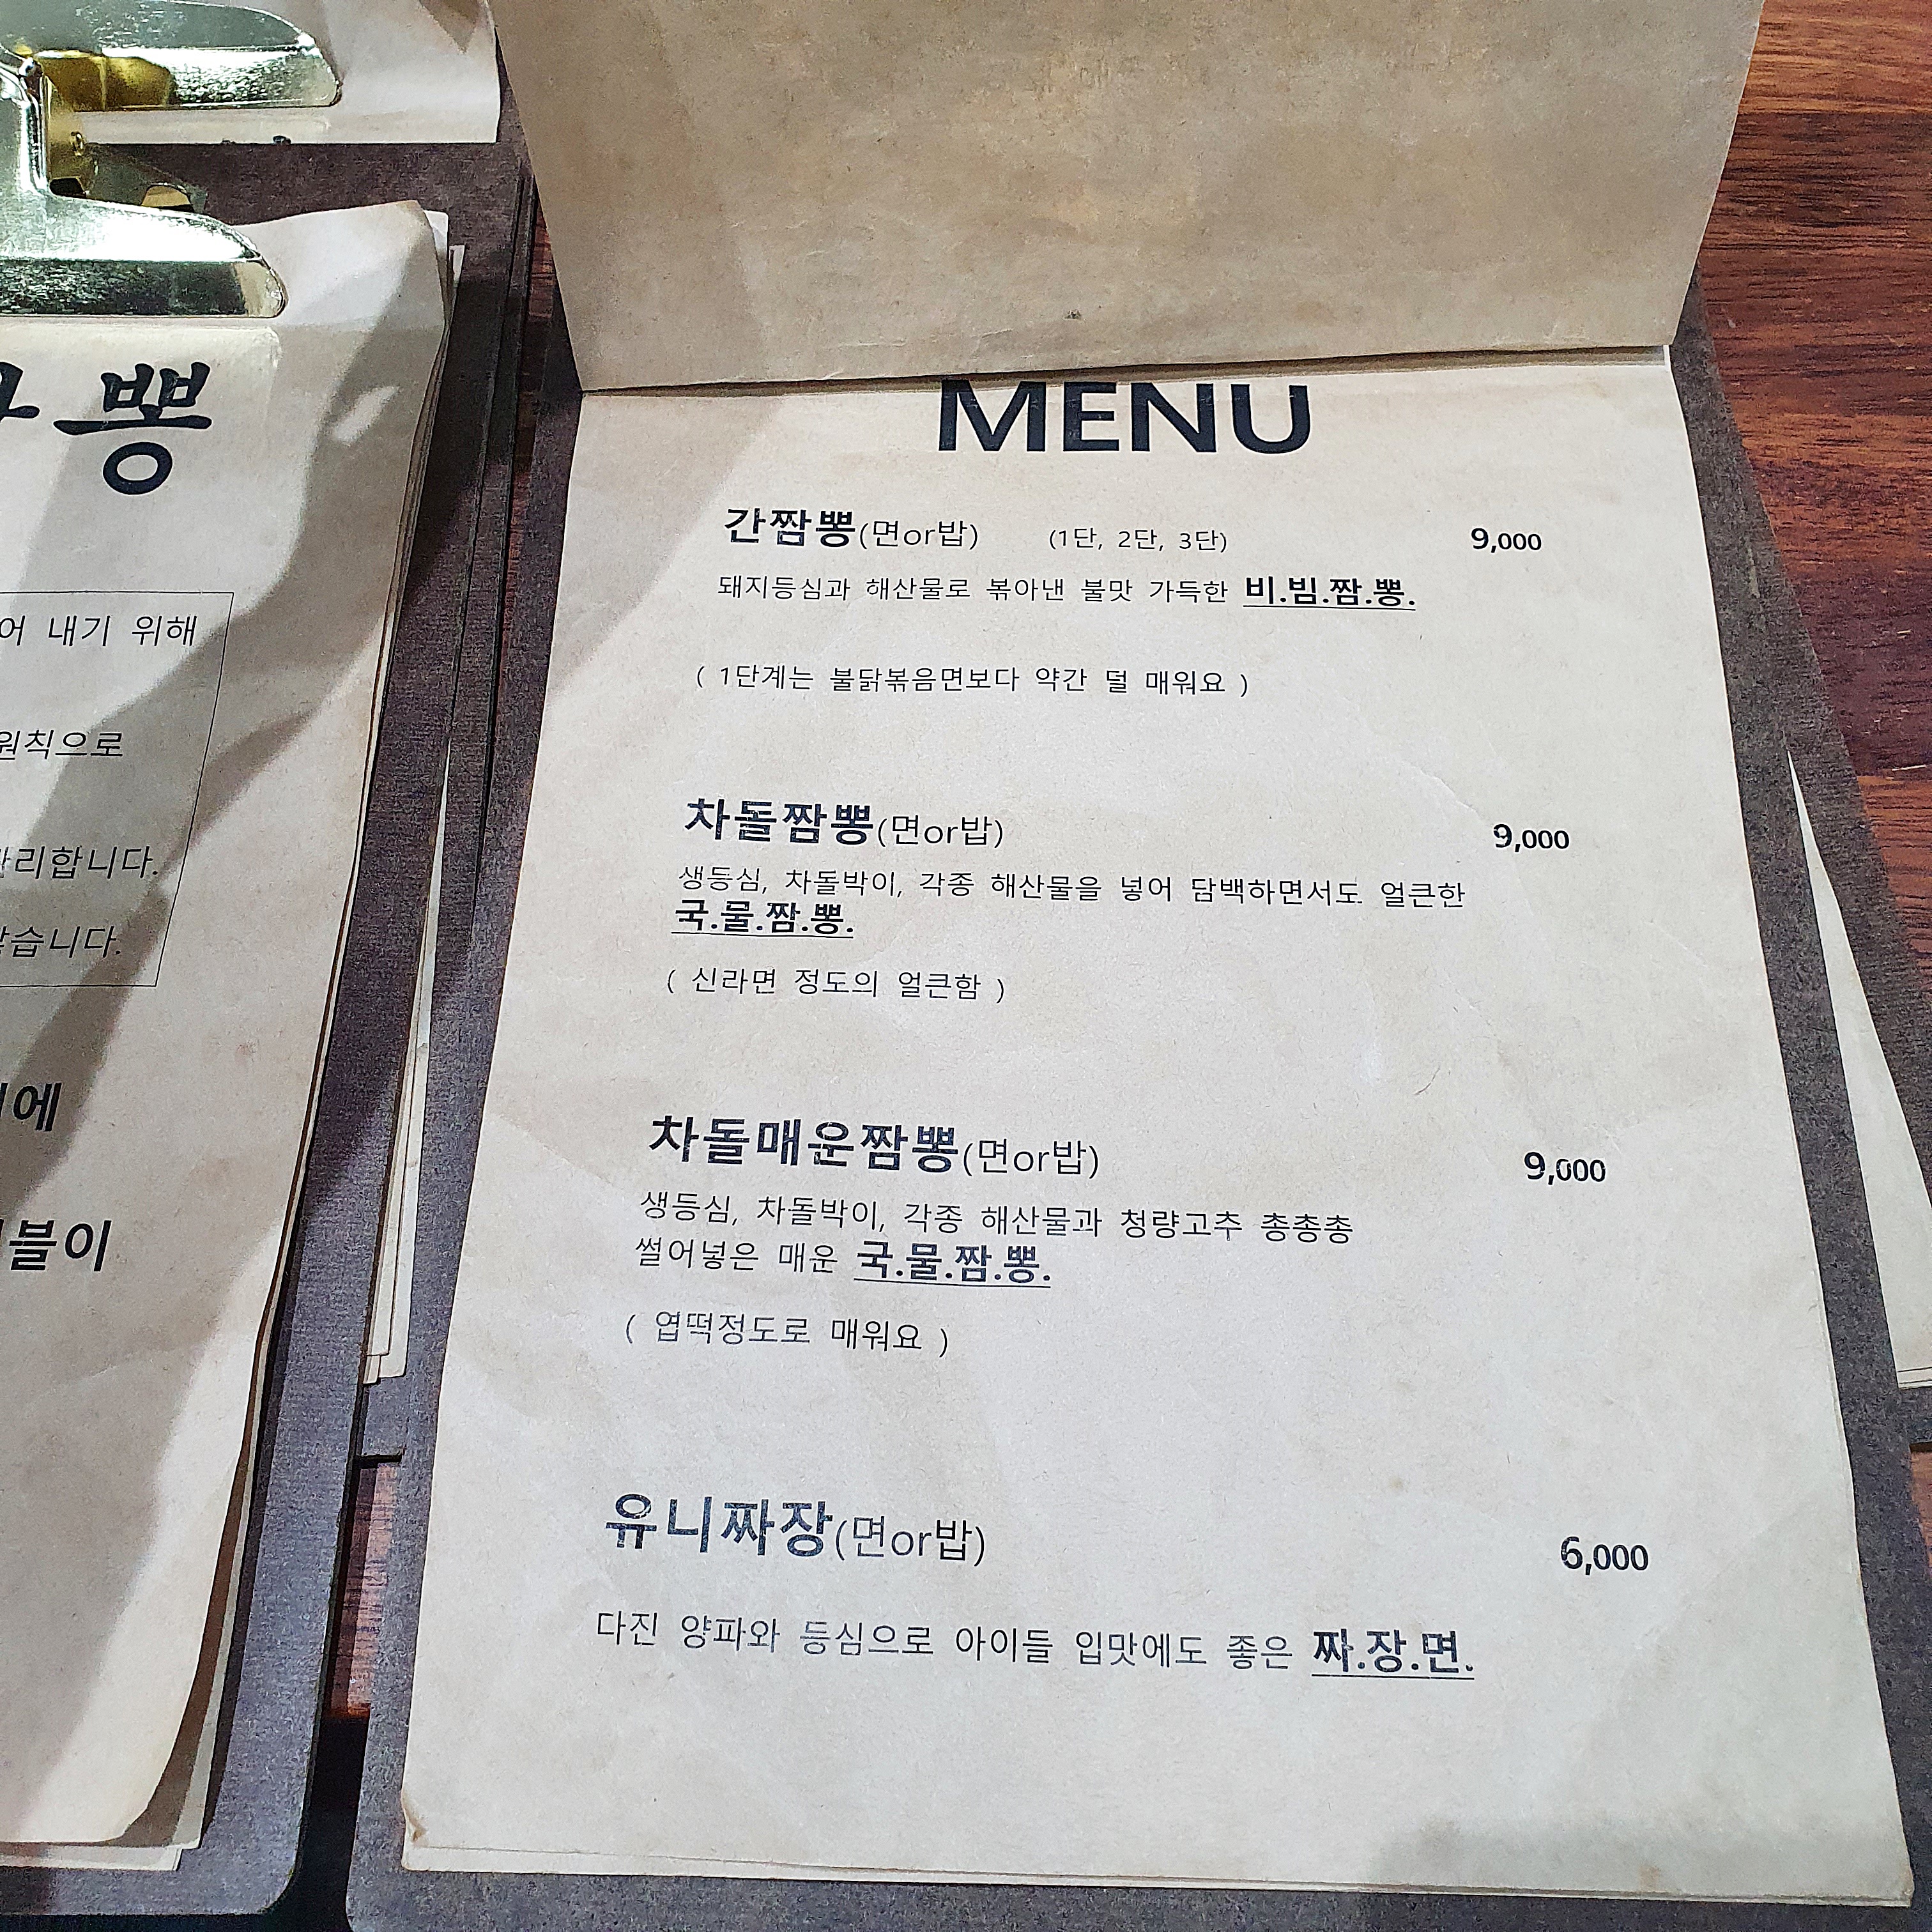 뽕
어 내기 위해
원칙으로
관리합니다.
습니다.
에
블이
MENU
간짬뽕(면or밥) (1단, 2단, 3단) 9,000
돼지등심과 해산물로 볶아낸 불맛 가득한 비.빔.짬.뽕.
( 1단계는 불닭볶음면보다 약간 덜 매워요 )
차돌짬뽕(면or밥) 9,000
생등심, 차돌박이, 각종 해산물을 넣어 담백하면서도 얼큰한
국.물.짬.뽕.
( 신라면 정도의 얼큰함 )
차돌매운짬뽕(면or밥) 9,000
생등심, 차돌박이, 각종 해산물과 청량고추 총총총
썰어넣은 매운 국.물.짬.뽕.
( 엽떡정도로 매워요 )
유니짜장(면or밥) 6,000
다진 양파와 등심으로 아이들 입맛에도 좋은 짜.장.면.